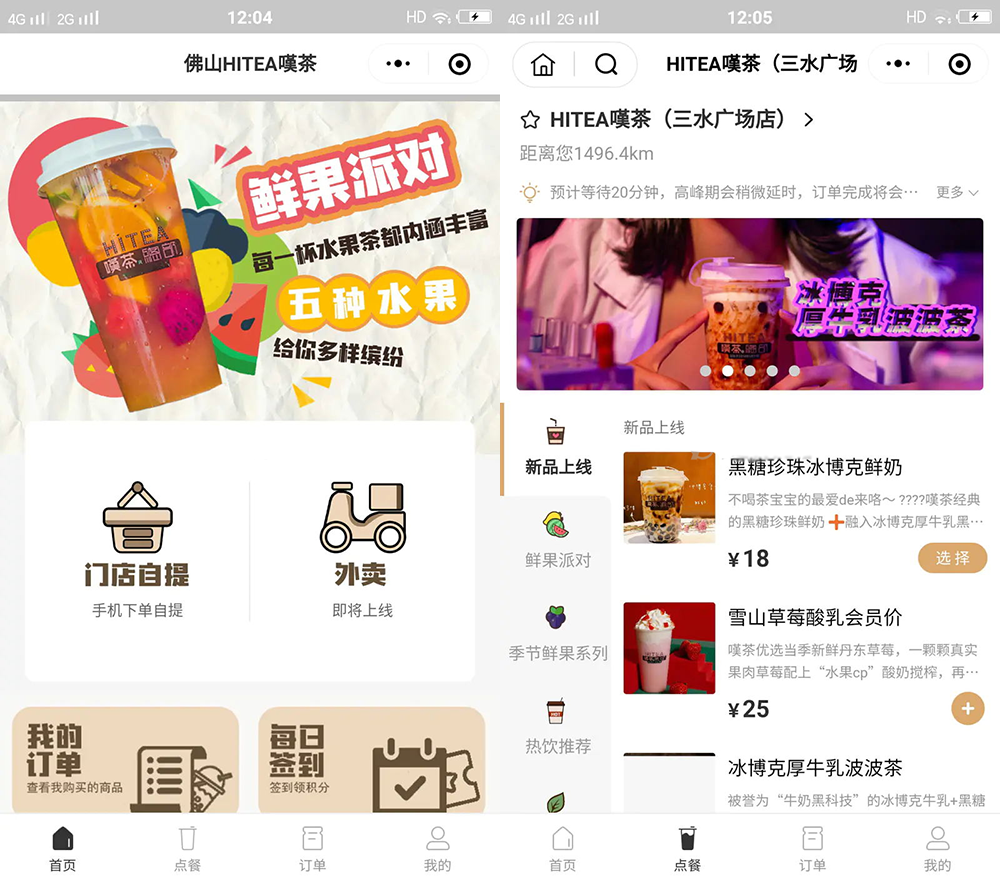 4G 2G 12:04 HD
佛山HITEA嘆茶
鲜果派对
每一杯水果茶都内涵丰富
五种水果
给你多样缤纷
HITEA
嘆茶
门店自提
手机下单自提
外卖
即将上线
我的
订单
查看我购买的商品
每日
签到
签到领积分
首页
点餐
订单
我的
4G 2G 12:05 HD
HITEA嘆茶（三水广场
HITEA嘆茶（三水广场店）
距离您1496.4km
预计等待20分钟，高峰期会稍微延时，订单完成将会···
更多
冰博克
厚牛乳波波茶
HITEA
嘆茶
新品上线
鲜果派对
季节鲜果系列
热饮推荐
新品上线
黑糖珍珠冰博克鲜奶
不喝茶宝宝的最爱de来咯～ ????嘆茶经典
的黑糖珍珠鲜奶➕融入冰博克厚牛乳黑···
¥18
选择
雪山草莓酸乳会员价
嘆茶优选当季新鲜丹东草莓，一颗颗真实
果肉草莓配上“水果cp”酸奶搅榨，再···
¥25
冰博克厚牛乳波波茶
被誉为“牛奶黑科技”的冰博克牛乳+黑糖
首页
点餐
订单
我的